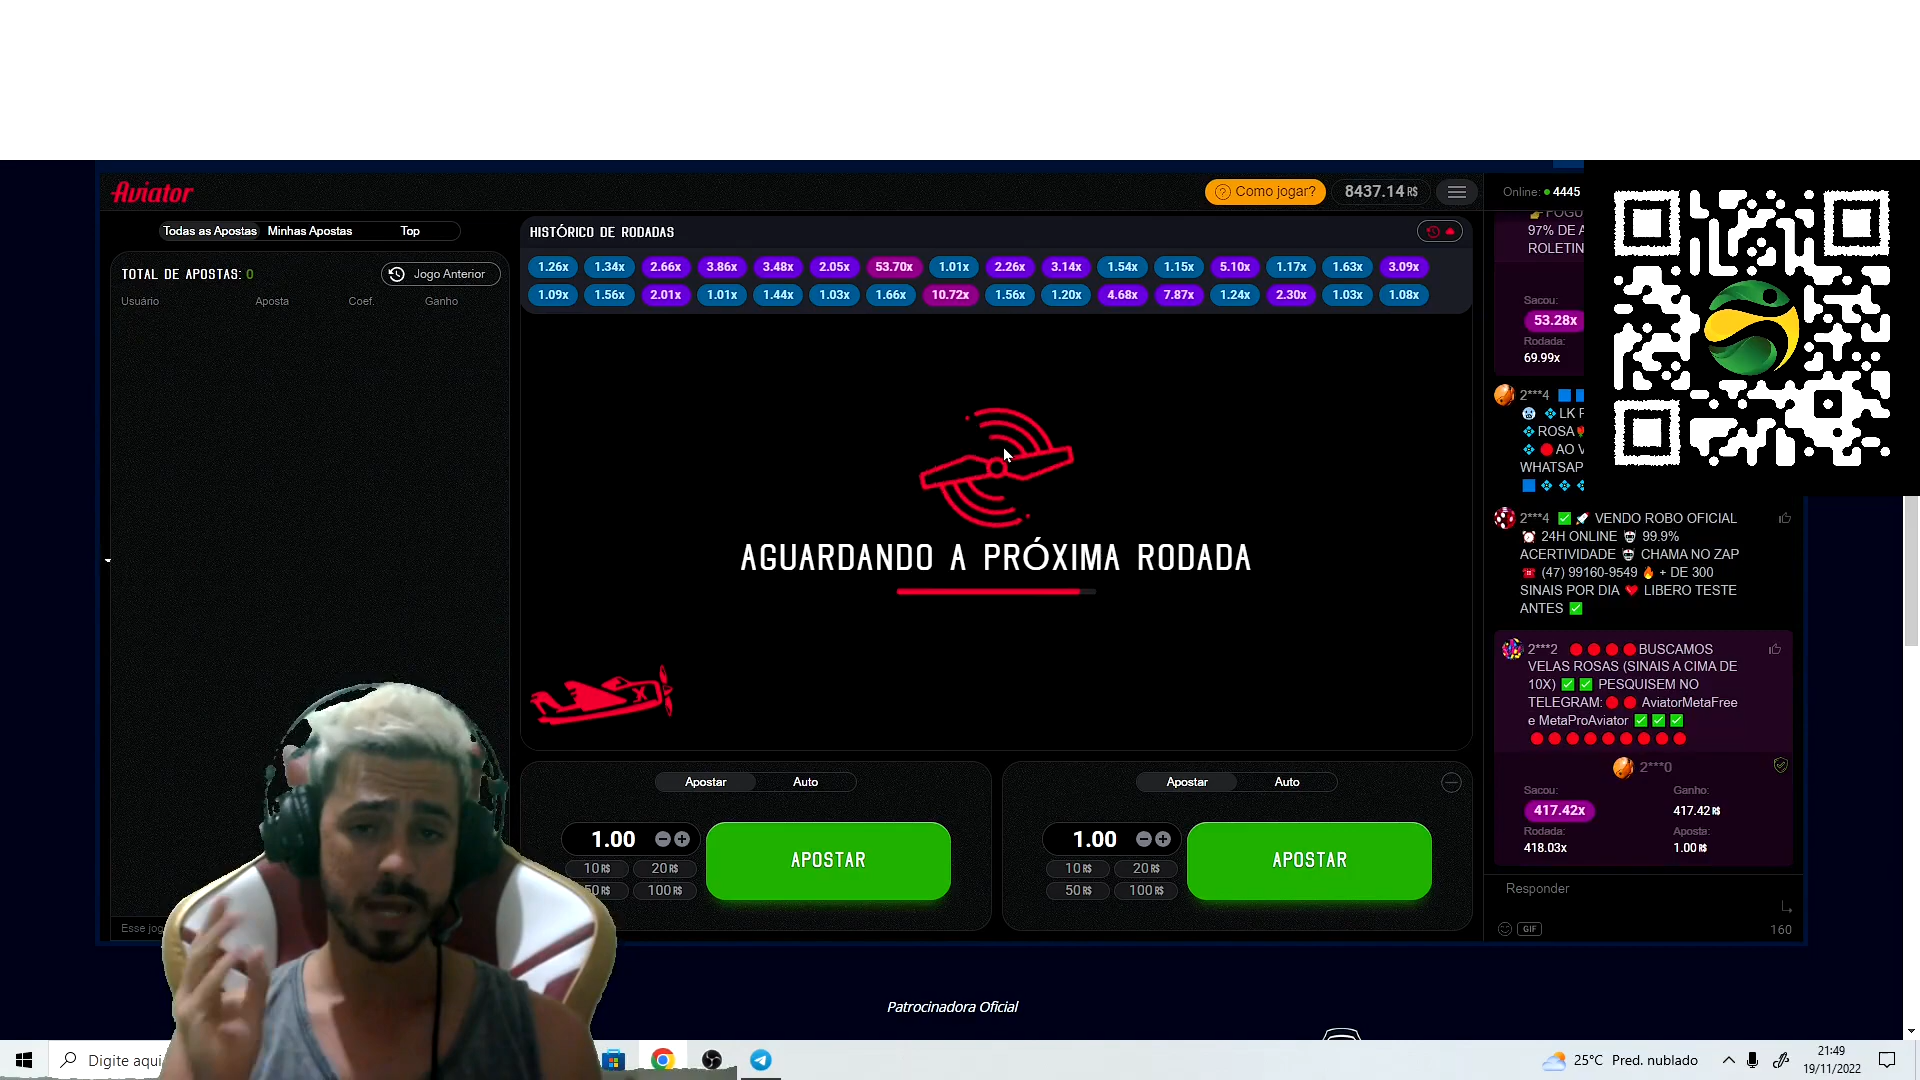 Aviator
Como jogar?
8437.14 R$
Online: 4445
Todas as Apostas
Minhas Apostas
Top
HISTÓRICO DE RODADAS
TOTAL DE APOSTAS: 0
Jogo Anterior
Usuário
Aposta
Coef.
Ganho
1.26x 1.34x 2.66x 3.86x 3.48x 2.05x 53.70x 1.01x 2.26x 3.14x 1.54x 1.15x 5.10x 1.17x 1.63x 3.09x
1.09x 1.56x 2.01x 1.01x 1.44x 1.03x 1.66x 10.72x 1.56x 1.20x 4.68x 7.87x 1.24x 2.30x 1.03x 1.08x
AGUARDANDO A PRÓXIMA RODADA
X
Apostar
Auto
1.00
10 R$
20 R$
50 R$
100 R$
APOSTAR
Apostar
Auto
1.00
10 R$
20 R$
50 R$
100 R$
APOSTAR
97% DE A
ROLETIN
Sacou:
53.28x
Rodada:
69.99x
2***4
LK
ROSA
AO V
WHATSAP
2***4 VENDO ROBO OFICIAL
24H ONLINE 99.9%
ACERTIVIDADE CHAMA NO ZAP
(47) 99160-9549 + DE 300
SINAIS POR DIA LIBERO TESTE
ANTES
2***2 BUSCAMOS
VELAS ROSAS (SINAIS A CIMA DE
10X) PESQUISEM NO
TELEGRAM: AviatorMetaFree
e MetaProAviator
2***0
Sacou:
Ganho:
417.42x
417.42 R$
Rodada:
Aposta:
418.03x
1.00 R$
Responder
GIF
160
Esse jog
Patrocinadora Oficial
Digite aqui
25°C Pred. nublado
21:49
19/11/2022